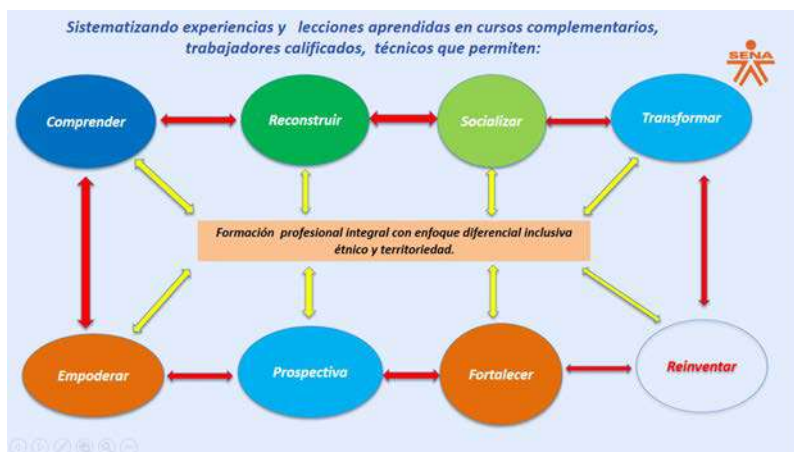 Sistematizando experiencias y lecciones aprendidas en cursos complementarios,
trabajadores calificados, técnicos que permiten:
SENA
Comprender
Reconstruir
Socializar
Transformar
Formación profesional integral con enfoque diferencial inclusiva
étnico y territoriedad.
Empoderar
Prospectiva
Fortalecer
Reinventar